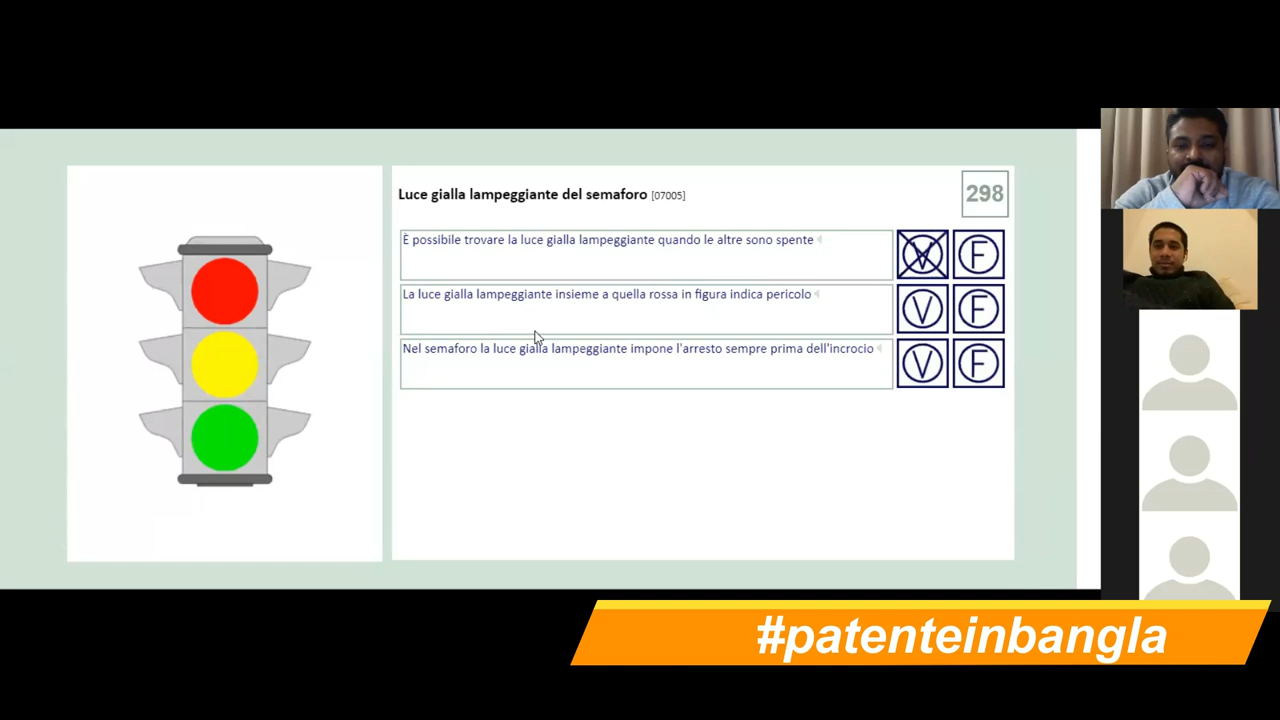 Luce gialla lampeggiante del semaforo [07005]
298
È possibile trovare la luce gialla lampeggiante quando le altre sono spente
V F
La luce gialla lampeggiante insieme a quella rossa in figura indica pericolo
V F
Nel semaforo la luce gialla lampeggiante impone l'arresto sempre prima dell'incrocio
V F
#patenteinbangla